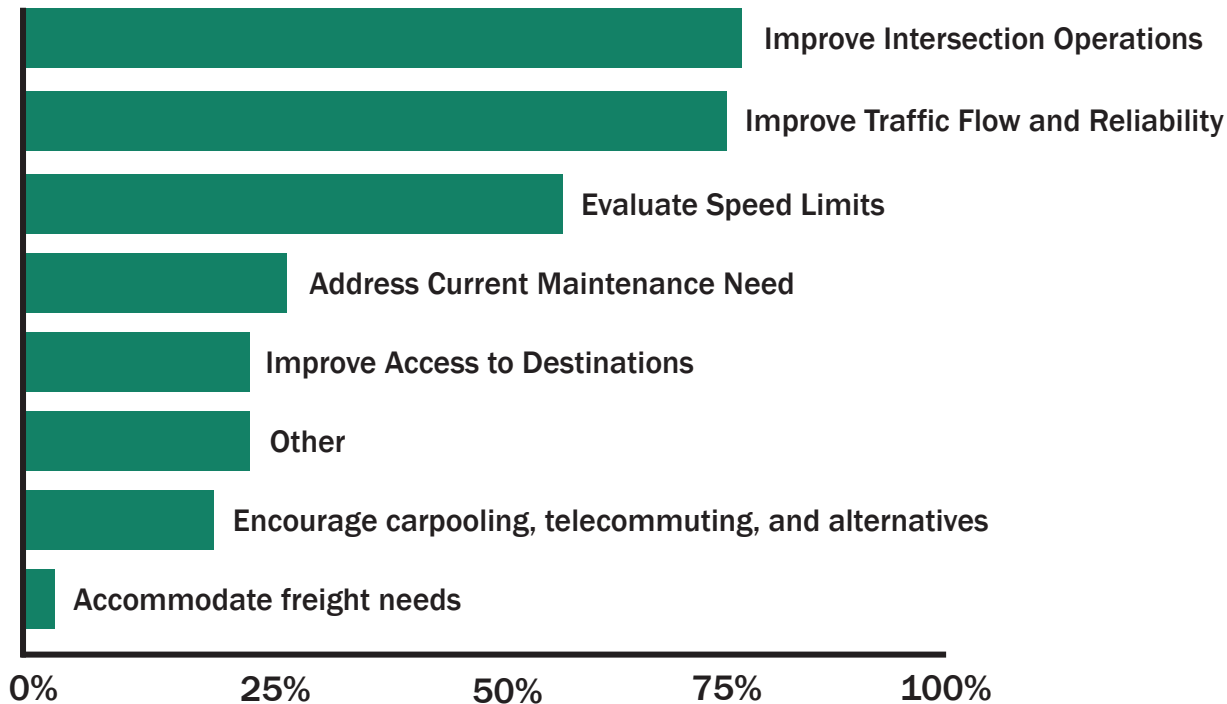 Improve Intersection Operations
Improve Traffic Flow and Reliability
Evaluate Speed Limits
Address Current Maintenance Need
Improve Access to Destinations
Other
Encourage carpooling, telecommuting, and alternatives
Accommodate freight needs
0% 25% 50% 75% 100%